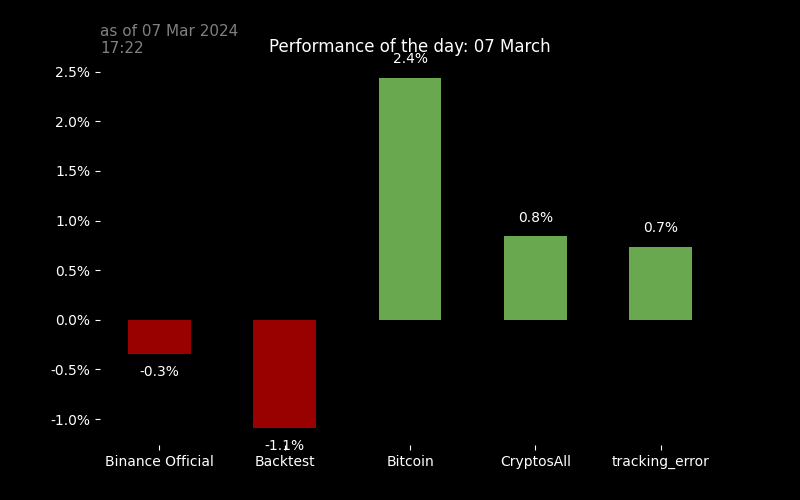 as of 07 Mar 2024
17:22
Performance of the day: 07 March
2.4%
2.5%
2.0%
1.5%
1.0%
0.8%
0.7%
0.5%
0.0%
-0.5%
-0.3%
-1.0%
-1.1%
Binance Official
Backtest
Bitcoin
CryptosAll
tracking_error